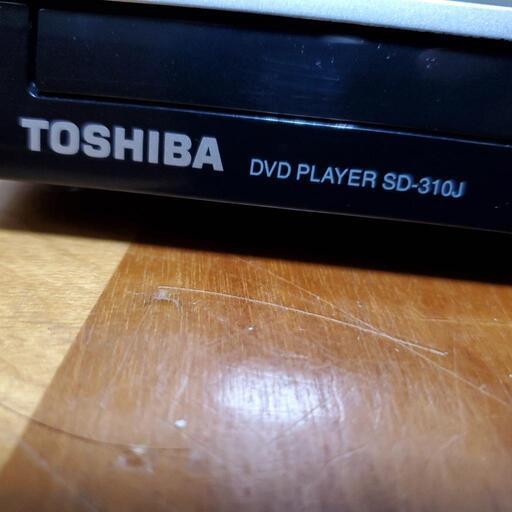 TOSHIBA DVD PLAYER SD-310J